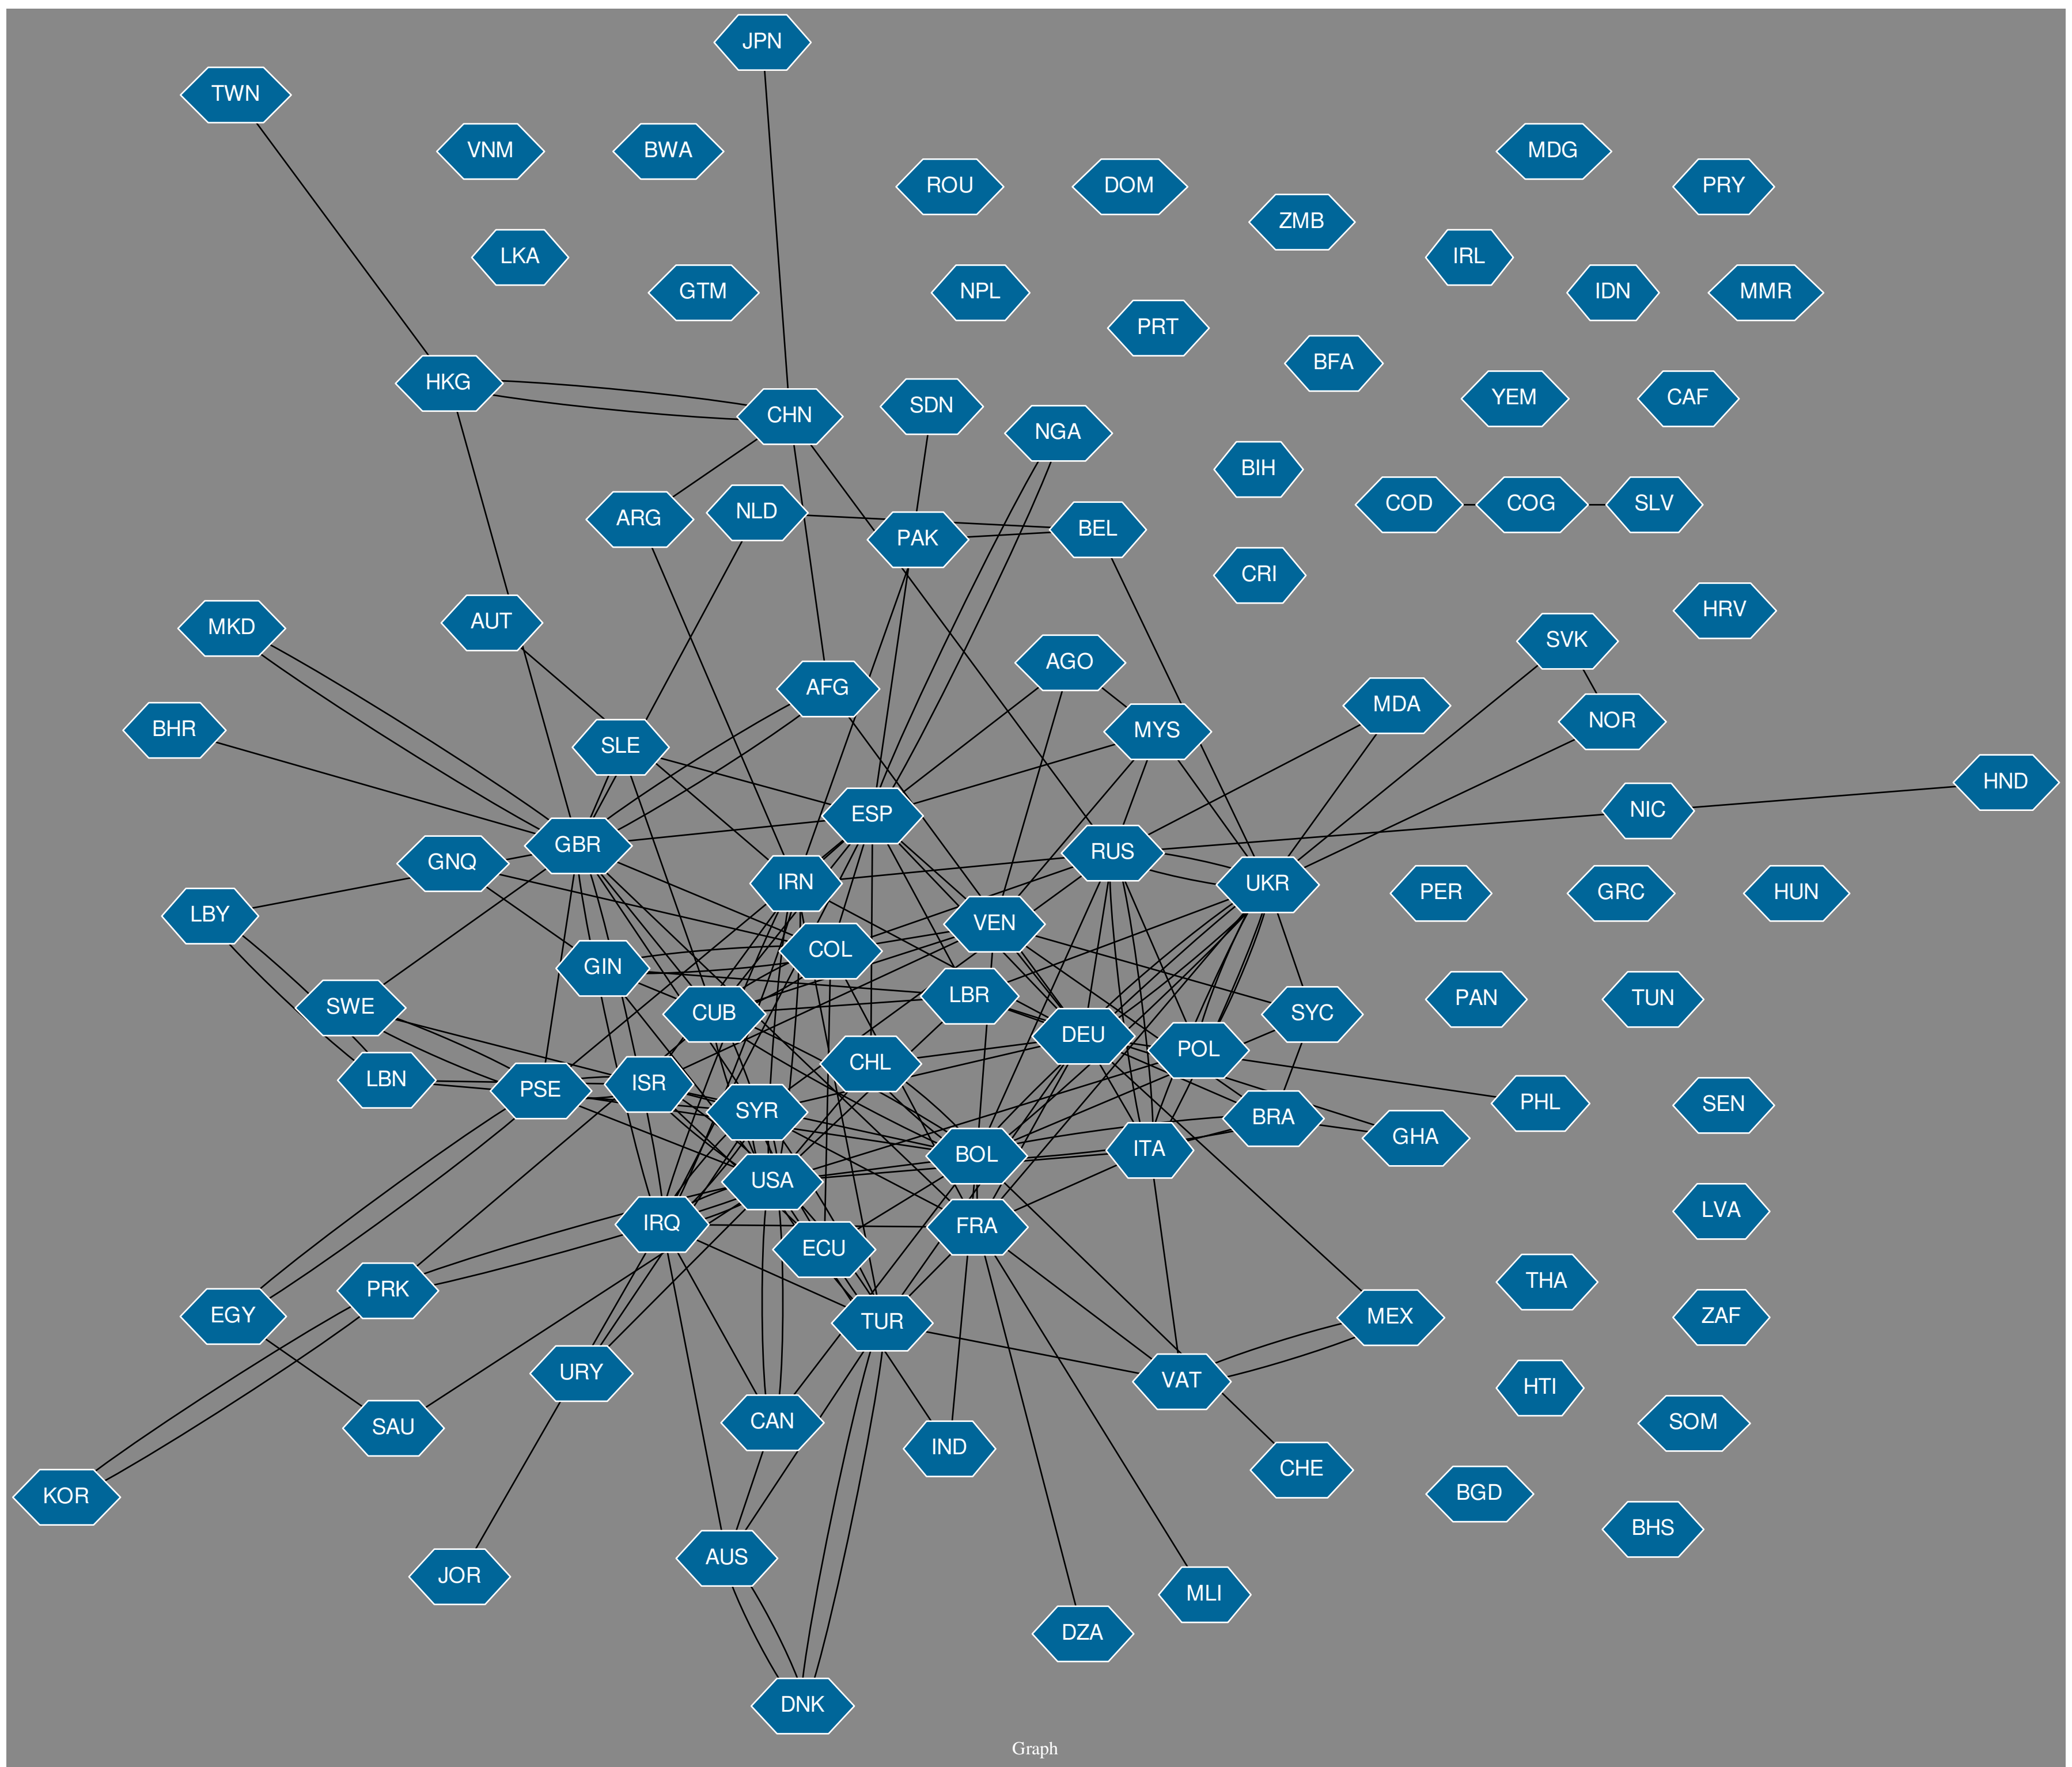 JPN
TWN
VNM
BWA
MDG
ROU
DOM
PRY
ZMB
LKA
IRL
GTM
NPL
IDN
MMR
PRT
BFA
HKG
YEM
CAF
SDN
CHN
NGA
BIH
COD
COG
SLV
NLD
ARG
BEL
PAK
CRI
HRV
AUT
MKD
SVK
AGO
AFG
MDA
NOR
BHR
MYS
SLE
HND
NIC
ESP
GBR
RUS
GNQ
IRN
UKR
PER
GRC
HUN
LBY
VEN
COL
GIN
LBR
PAN
TUN
SWE
CUB
SYC
DEU
POL
CHL
LBN
ISR
PSE
PHL
SEN
SYR
BRA
GHA
ITA
BOL
USA
LVA
IRQ
FRA
ECU
THA
PRK
EGY
TUR
MEX
ZAF
URY
VAT
HTI
CAN
SOM
SAU
IND
CHE
BGD
KOR
BHS
AUS
JOR
MLI
DZA
DNK
Graph